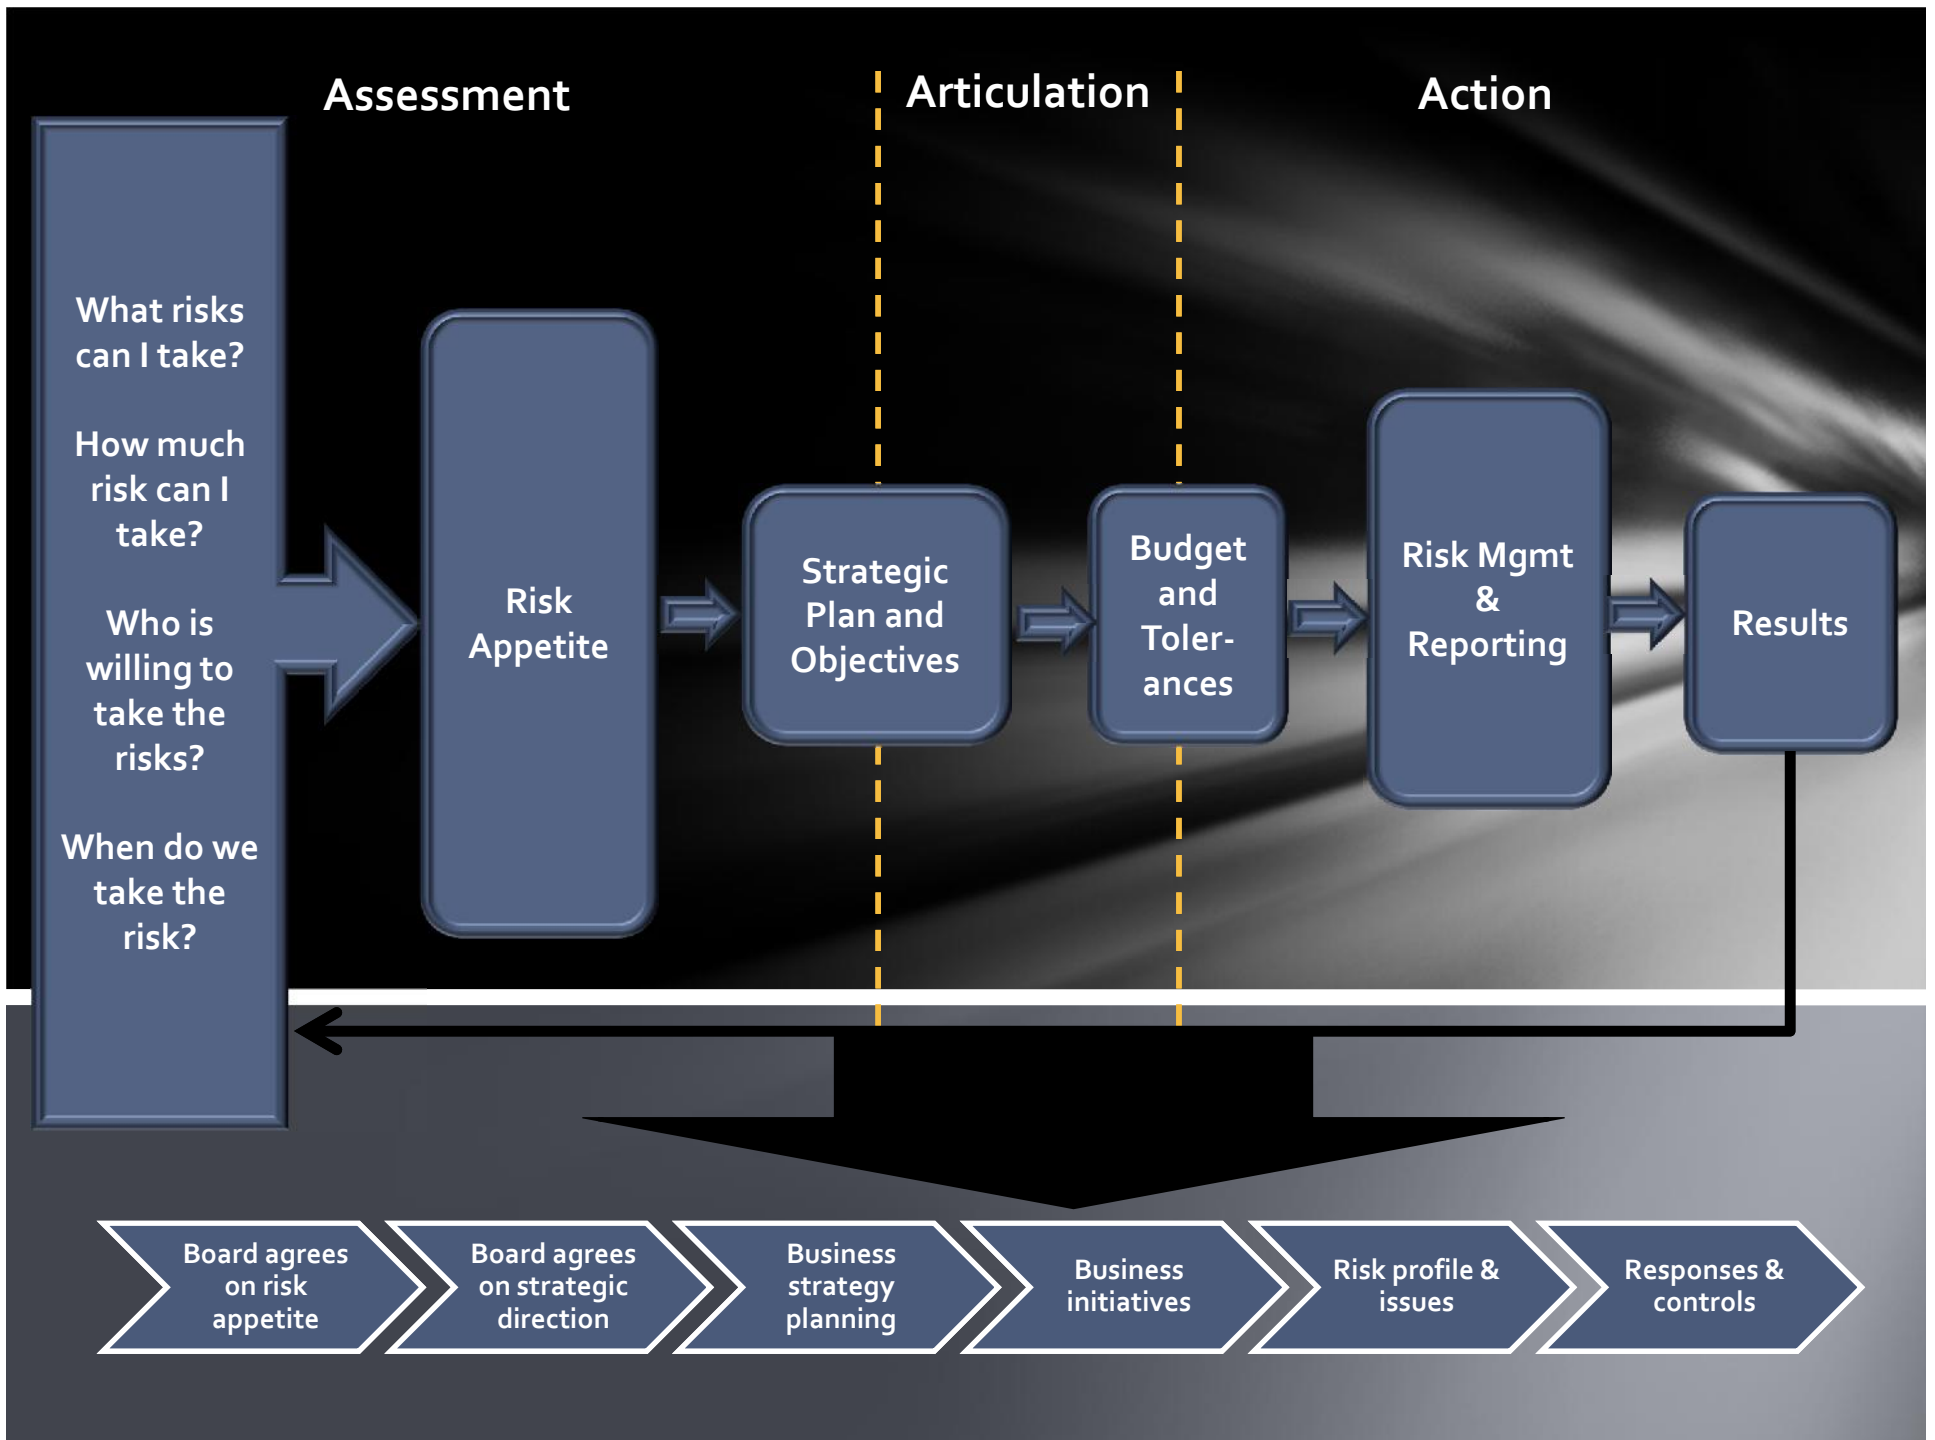 Assessment
Articulation
Action
What risks
can I take?
How much
risk can I
take?
Who is
willing to
take the
risks?
When do we
take the
risk?
Risk
Appetite
Strategic
Plan and
Objectives
Budget
and
Toler-
ances
Risk Mgmt
&
Reporting
Results
Board agrees
on risk
appetite
Board agrees
on strategic
direction
Business
strategy
planning
Business
initiatives
Risk profile &
issues
Responses &
controls